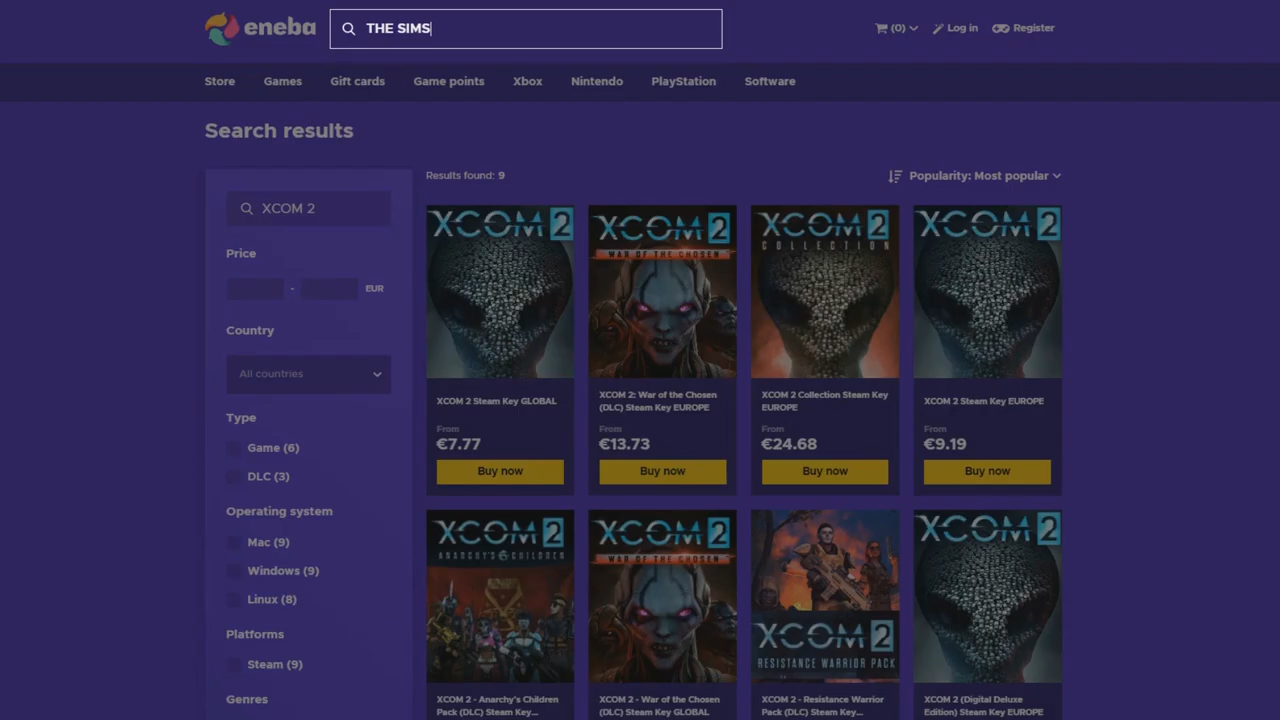 eneba
THE SIMS
(0)
Log in
Register
Store
Games
Gift cards
Game points
Xbox
Nintendo
PlayStation
Software
Search results
XCOM 2
Price
-
EUR
Country
All countries
Type
Game (6)
DLC (3)
Operating system
Mac (9)
Windows (9)
Linux (8)
Platforms
Steam (9)
Genres
Results found: 9
Popularity: Most popular
XCOM 2
XCOM 2
WAR OF THE CHOSEN
XCOM 2
COLLECTION
XCOM 2
XCOM 2 Steam Key GLOBAL
From
€7.77
Buy now
XCOM 2: War of the Chosen
(DLC) Steam Key EUROPE
From
€13.73
Buy now
XCOM 2 Collection Steam Key
EUROPE
From
€24.68
Buy now
XCOM 2 Steam Key EUROPE
From
€9.19
Buy now
XCOM 2
ANARCHY'S CHILDREN
XCOM 2
WAR OF THE CHOSEN
XCOM 2
RESISTANCE WARRIOR PACK
XCOM 2
XCOM 2 - Anarchy's Children
Pack (DLC) Steam Key...
XCOM 2 - War of the Chosen
(DLC) Steam Key GLOBAL
XCOM 2 - Resistance Warrior
Pack (DLC) Steam Key...
XCOM 2 (Digital Deluxe
Edition) Steam Key EUROPE